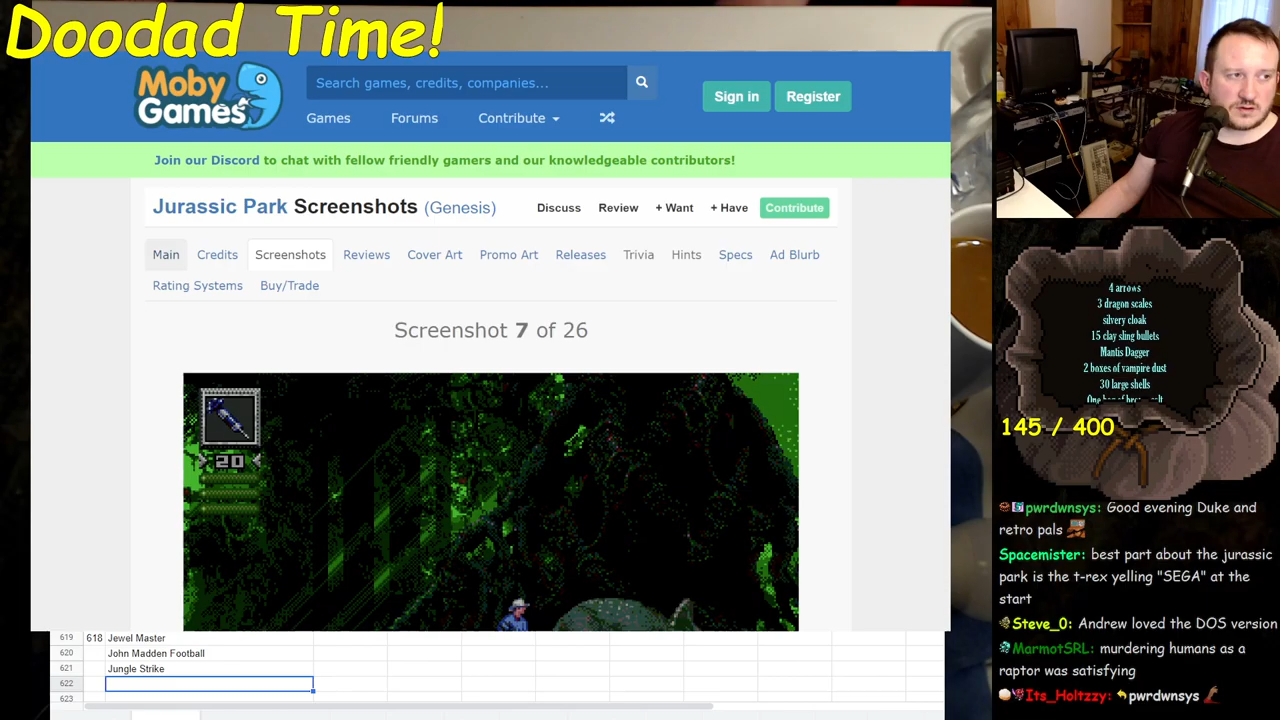 Doodad Time!
Moby Games
Search games, credits, companies...
Sign in
Register
Games
Forums
Contribute
Join our Discord to chat with fellow friendly gamers and our knowledgeable contributors!
Jurassic Park Screenshots (Genesis)
Discuss
Review
+ Want
+ Have
Contribute
Main
Credits
Screenshots
Reviews
Cover Art
Promo Art
Releases
Trivia
Hints
Specs
Ad Blurb
Rating Systems
Buy/Trade
Screenshot 7 of 26
20
619 618 Jewel Master
620 John Madden Football
621 Jungle Strike
622
623
4 arrows
3 dragon scales
silvery cloak
15 clay sling bullets
Mantis Dagger
2 boxes of vampire dust
30 large shells
145 / 400
pwrdwnsys: Good evening Duke and
retro pals
Spacemister: best part about the jurassic
park is the t-rex yelling "SEGA" at the
start
Steve_0: Andrew loved the DOS version
MarmotSRL: murdering humans as a
raptor was satisfying
Its_Holtzzy: pwrdwnsys